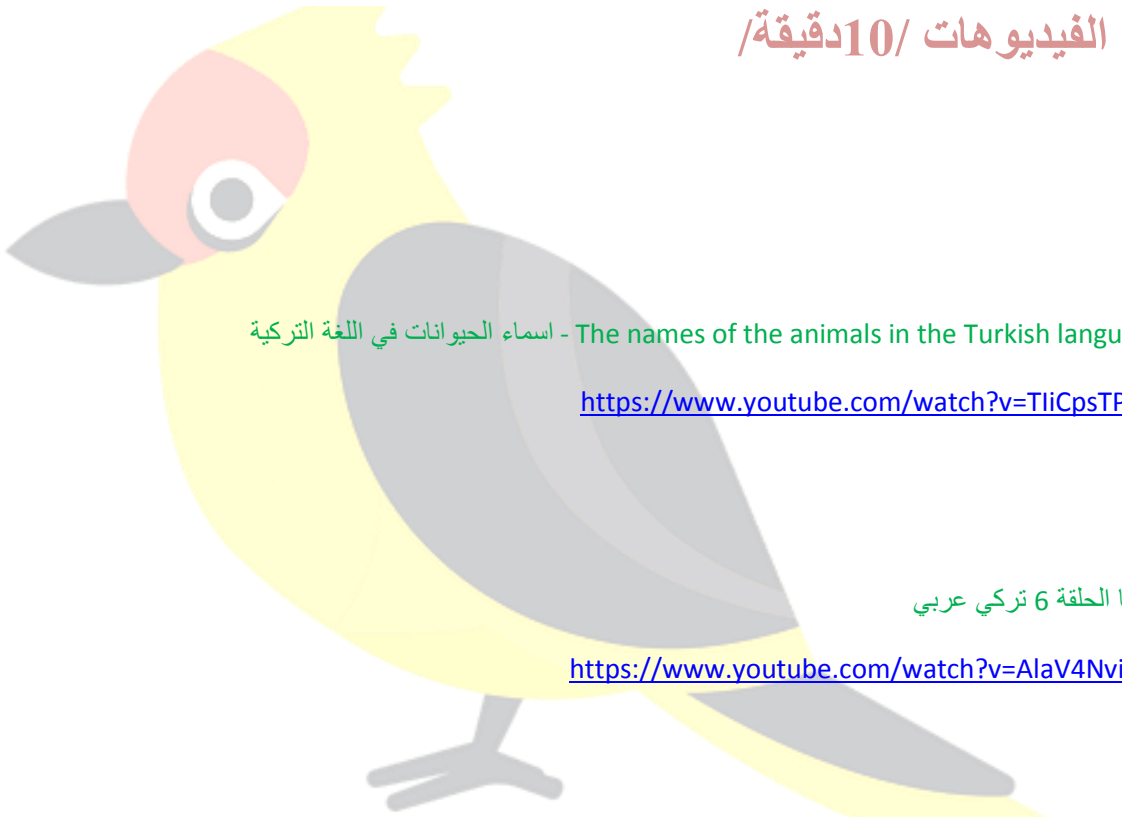 الفيديوهات /10دقيقة/
The names of the animals in the Turkish langu - اسماء الحيوانات في اللغة التركية
https://www.youtube.com/watch?v=TIiCpsTP
ا الحلقة 6 تركي عربي
https://www.youtube.com/watch?v=AlaV4Nvi